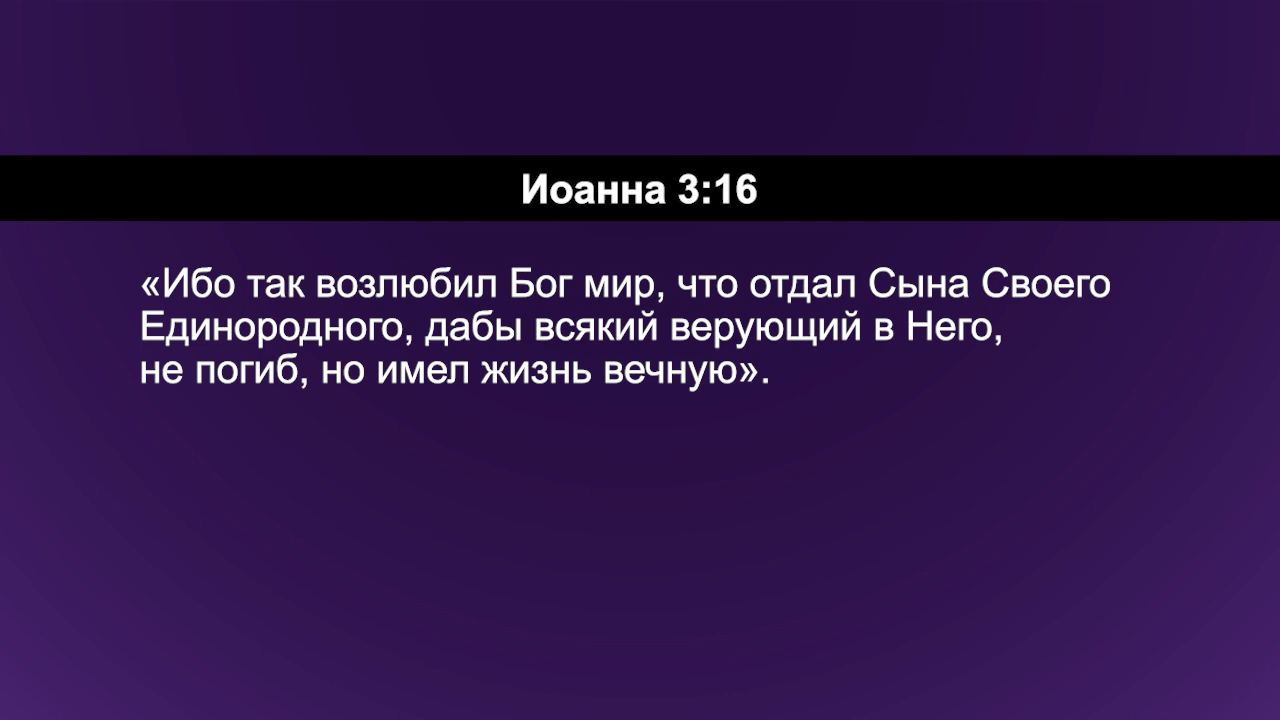 Иоанна 3:16
«Ибо так возлюбил Бог мир, что отдал Сына Своего
Единородного, дабы всякий верующий в Него,
не погиб, но имел жизнь вечную».